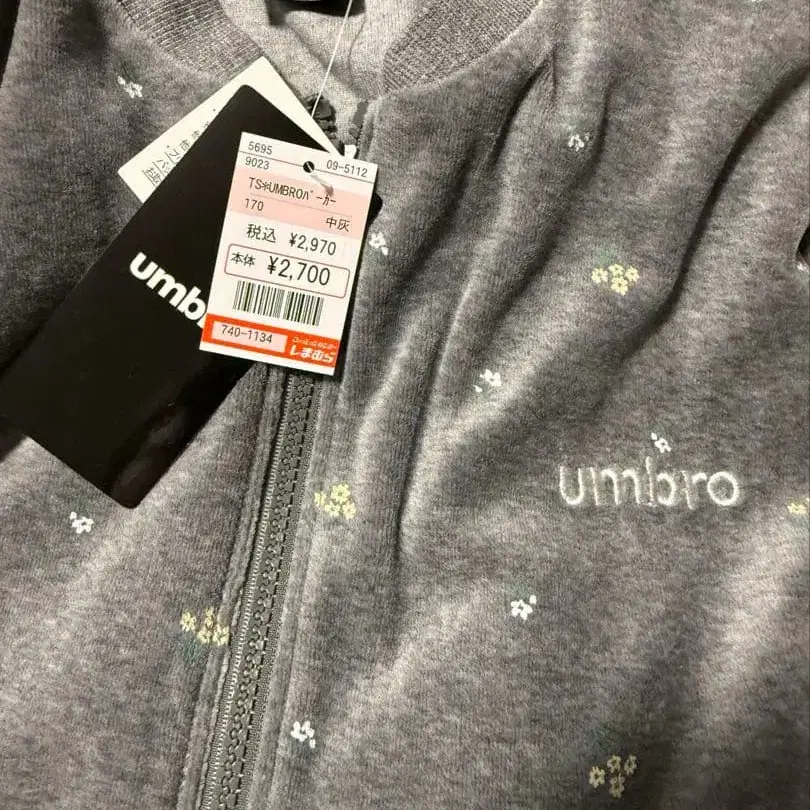 5695
9023
09-5112
TS*UMBROパーカー
170
中灰
税込 ¥2,970
本体 ¥2,700
740-1134
しまむら
umb
umbro